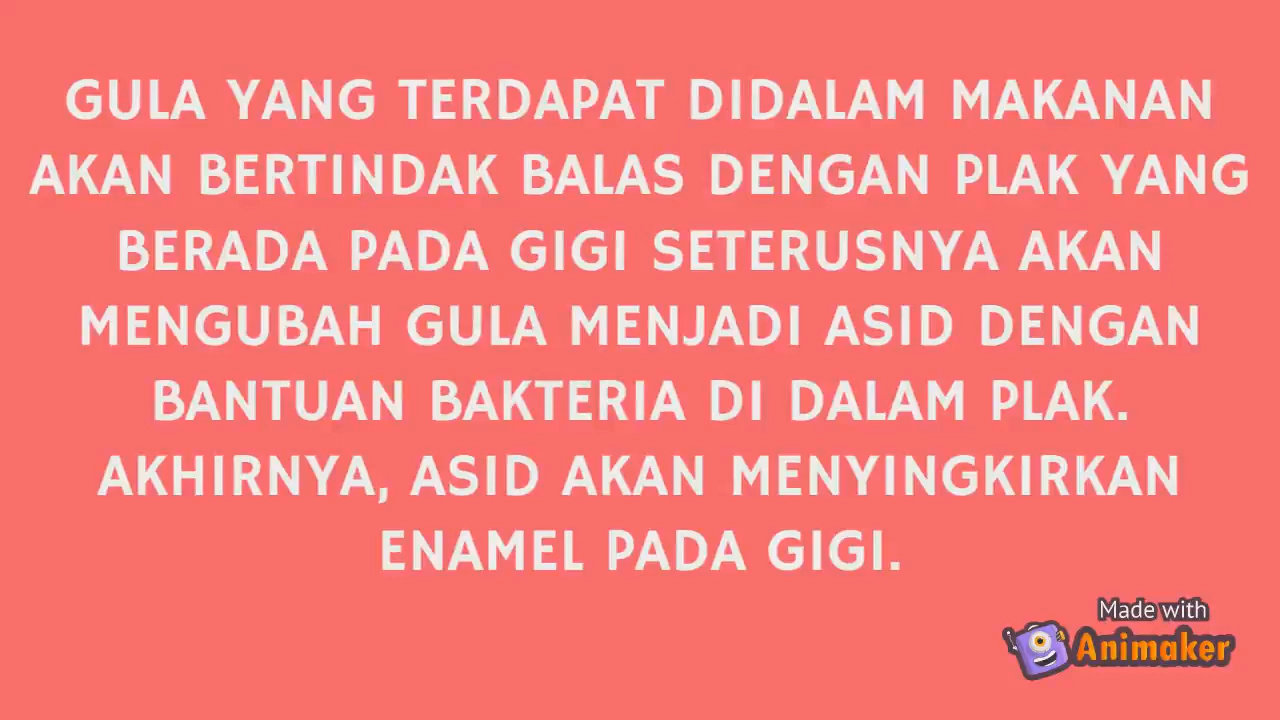 GULA YANG TERDAPAT DIDALAM MAKANAN
AKAN BERTINDAK BALAS DENGAN PLAK YANG
BERADA PADA GIGI SETERUSNYA AKAN
MENGUBAH GULA MENJADI ASID DENGAN
BANTUAN BAKTERIA DI DALAM PLAK.
AKHIRNYA, ASID AKAN MENYINGKIRKAN
ENAMEL PADA GIGI.
Made with
Animaker